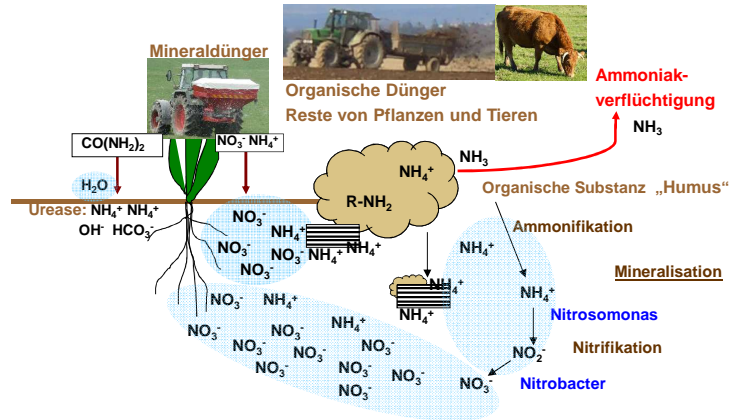 Mineraldünger
Organische Dünger
Reste von Pflanzen und Tieren
Ammoniak-
verflüchtigung
NH₃
CO(NH₂)₂
NO₃⁻ NH₄⁺
NH₃
NH₄⁺
H₂O
R-NH₂
Organische Substanz „Humus“
Urease: NH₄⁺ NH₄⁺
OH⁻ HCO₃⁻
NO₃⁻
NH₄⁺
NO₃⁻
NO₃⁻
NO₃⁻
NH₄⁺
NH₄⁺
Ammonifikation
NH₄⁺
Mineralisation
NH₄⁺
NH₄⁺
NH₄⁺
Nitrosomonas
NO₂⁻
Nitrifikation
NO₃⁻
Nitrobacter
NO₃⁻
NH₄⁺
NO₃⁻
NO₃⁻
NH₄⁺
NO₃⁻
NO₃⁻
NO₃⁻
NO₃⁻
NO₃⁻
NO₃⁻
NO₃⁻